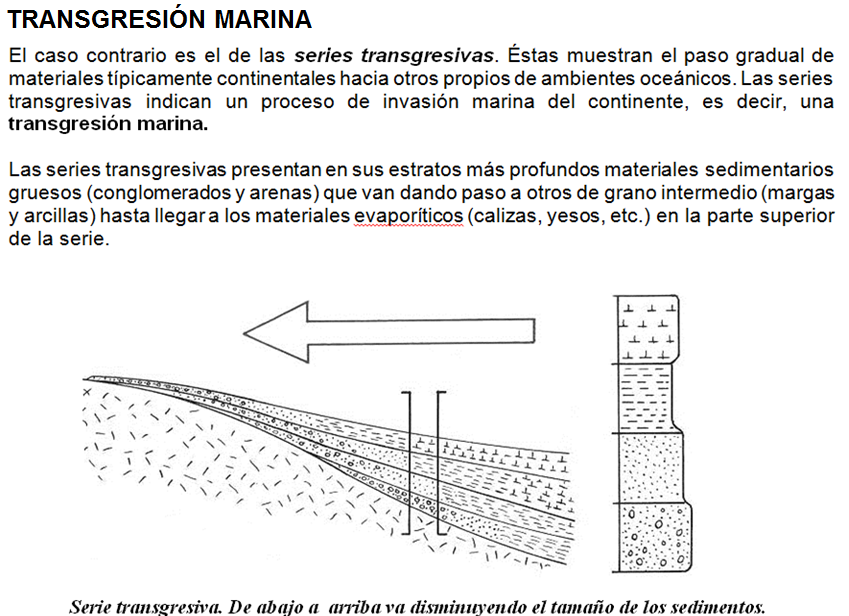 TRANSGRESIÓN MARINA
El caso contrario es el de las series transgresivas. Éstas muestran el paso gradual de
materiales típicamente continentales hacia otros propios de ambientes oceánicos. Las series
transgresivas indican un proceso de invasión marina del continente, es decir, una
transgresión marina.
Las series transgresivas presentan en sus estratos más profundos materiales sedimentarios
gruesos (conglomerados y arenas) que van dando paso a otros de grano intermedio (margas
y arcillas) hasta llegar a los materiales evaporíticos (calizas, yesos, etc.) en la parte superior
de la serie.
Serie transgresiva. De abajo a arriba va disminuyendo el tamaño de los sedimentos.